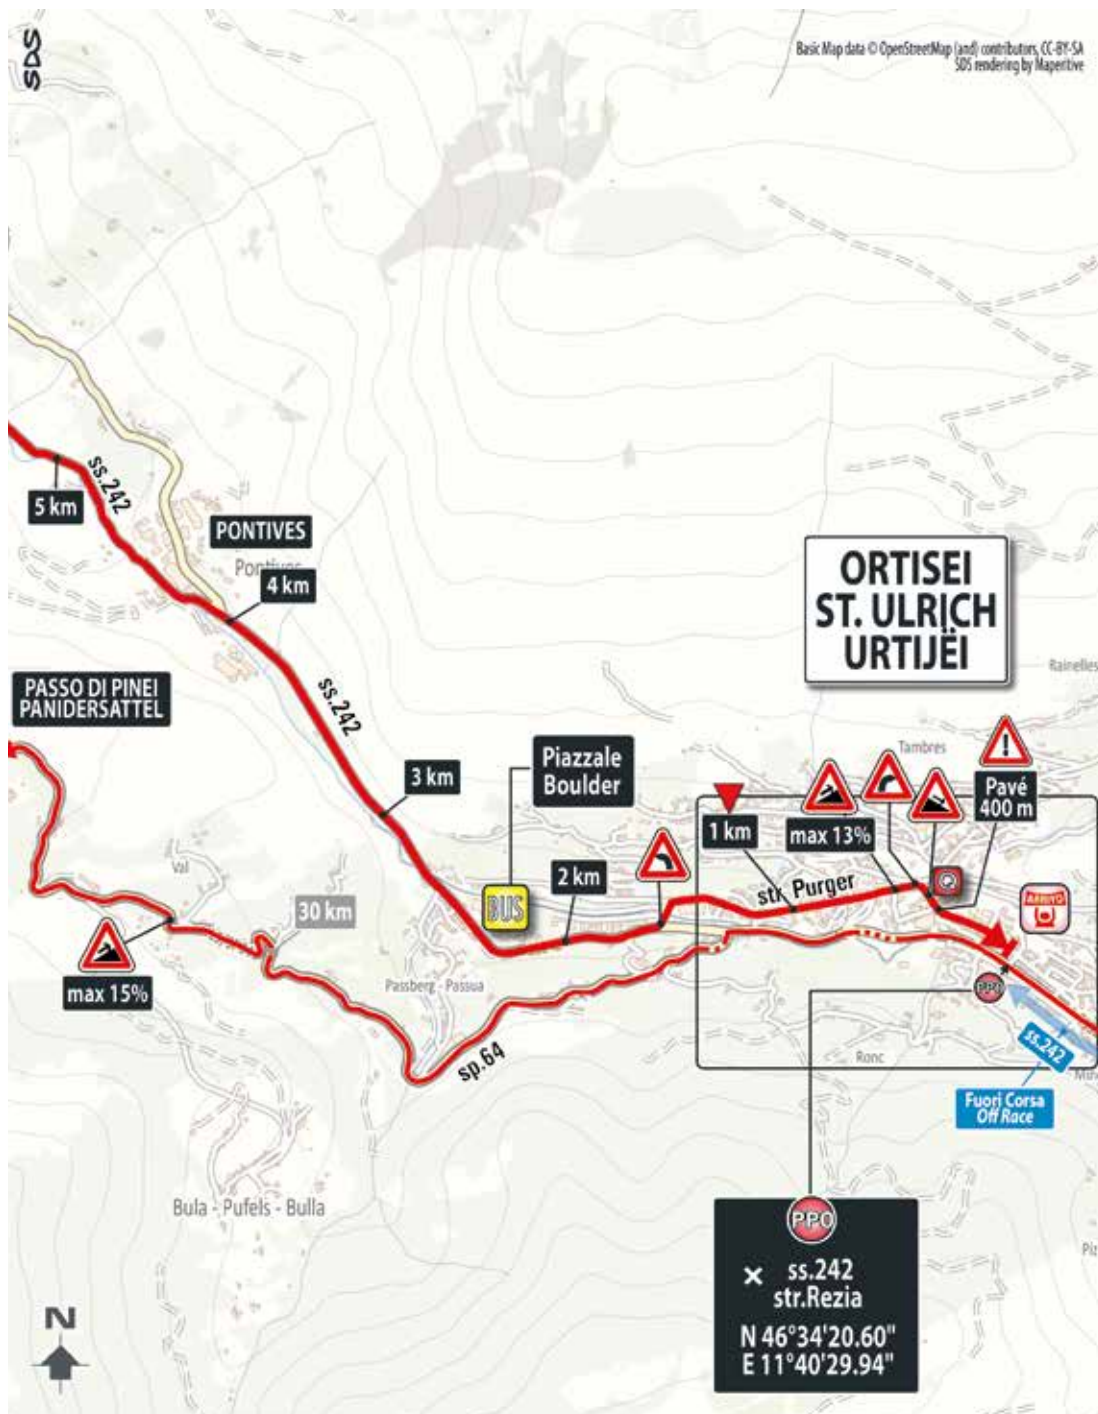 SDS
Basic Map data © OpenStreetMap (and) contributors, CC-BY-SA
SDS rendering by Maperitive
ss.242
5 km
PONTIVES
Pontives
4 km
ORTISEI
ST. ULRICH
URTIJËI
Rainelles
PASSO DI PINEI
PANIDERSATTEL
ss.242
3 km
Piazzale
Boulder
Tambres
!
Pavé
400 m
1 km
max 13%
Val
2 km
str. Purger
Q
BUS
30 km
ARRIVO
max 15%
Passberg - Passua
PPO
sp.64
ss.242
Ronc
Fuori Corsa
Off Race
Bula - Pufels - Bulla
PPO
× ss.242
str.Rezia
N 46°34'20.60"
E 11°40'29.94"
N